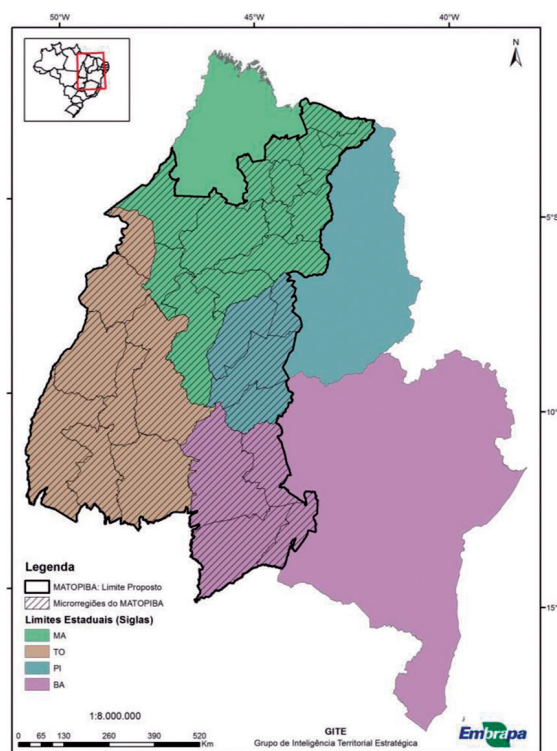 50°W 45°W 40°W
N
5°S
10°S
15°S
Legenda
MATOPIBA: Limite Proposto
Microrregiões do MATOPIBA
Limites Estaduais (Siglas)
MA
TO
PI
BA
1:8.000.000
0 65 130 260 390 520
Km
GITE
Grupo de Inteligência Territorial Estratégica
Embrapa